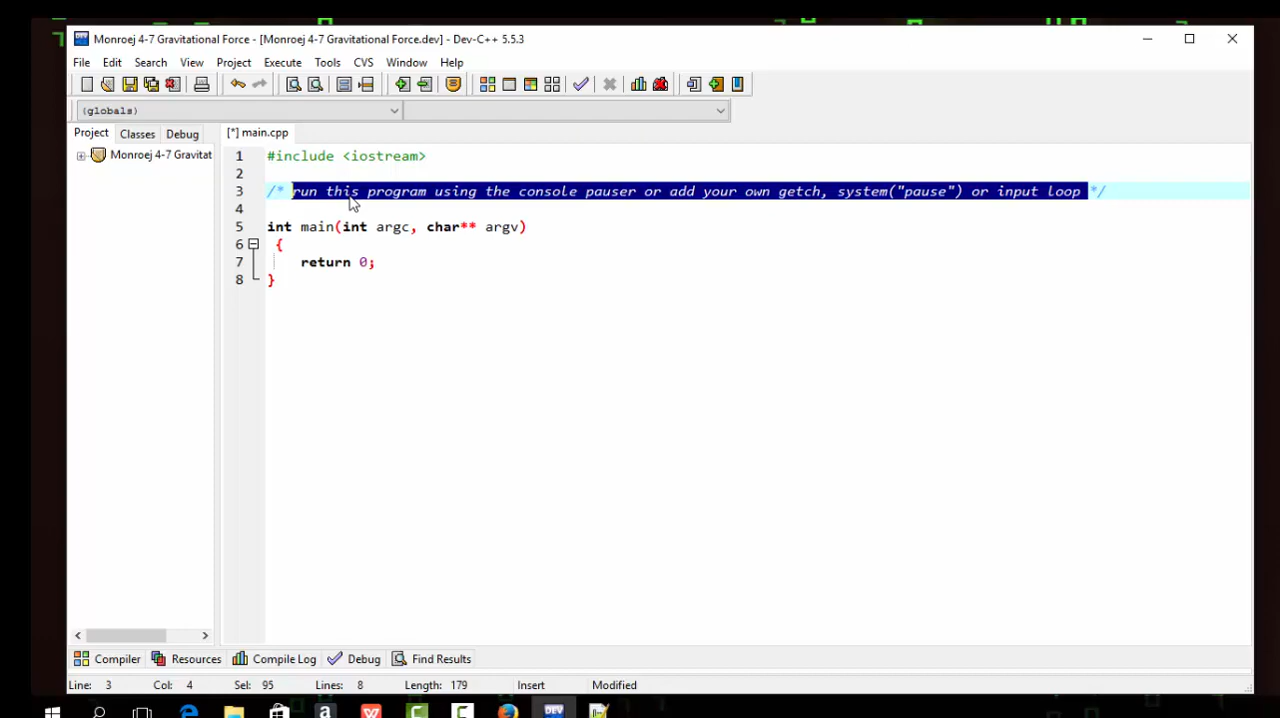 Monroej 4-7 Gravitational Force - [Monroej 4-7 Gravitational Force.dev] - Dev-C++ 5.5.3
File Edit Search View Project Execute Tools CVS Window Help
(globals)
Project Classes Debug [*] main.cpp
Monroej 4-7 Gravitat
1 #include <iostream>
2
3 /* run this program using the console pauser or add your own getch, system("pause") or input loop */
4
5 int main(int argc, char** argv)
6 {
7 return 0;
8 }
Compiler Resources Compile Log Debug Find Results
Line: 3 Col: 4 Sel: 95 Lines: 8 Length: 179 Insert Modified